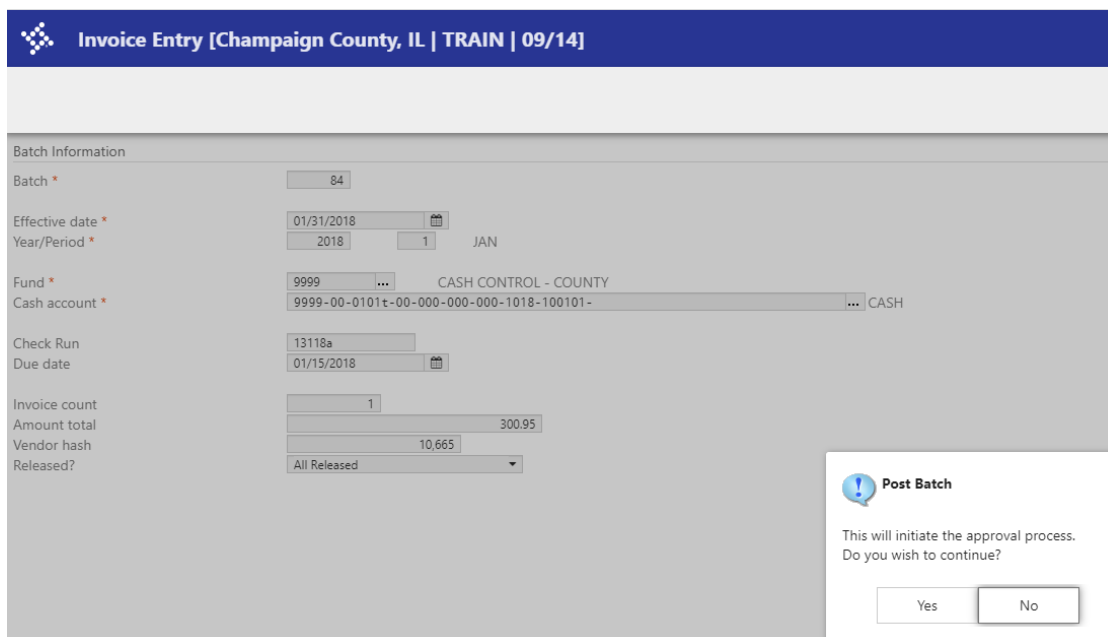 Invoice Entry [Champaign County, IL | TRAIN | 09/14]
Batch Information
Batch * 84
Effective date * 01/31/2018
Year/Period * 2018 1 JAN
Fund * 9999 ... CASH CONTROL - COUNTY
Cash account * 9999-00-0101t-00-000-000-000-1018-100101- ... CASH
Check Run 13118a
Due date 01/15/2018
Invoice count 1
Amount total 300.95
Vendor hash 10,665
Released? All Released
Post Batch
This will initiate the approval process.
Do you wish to continue?
Yes No